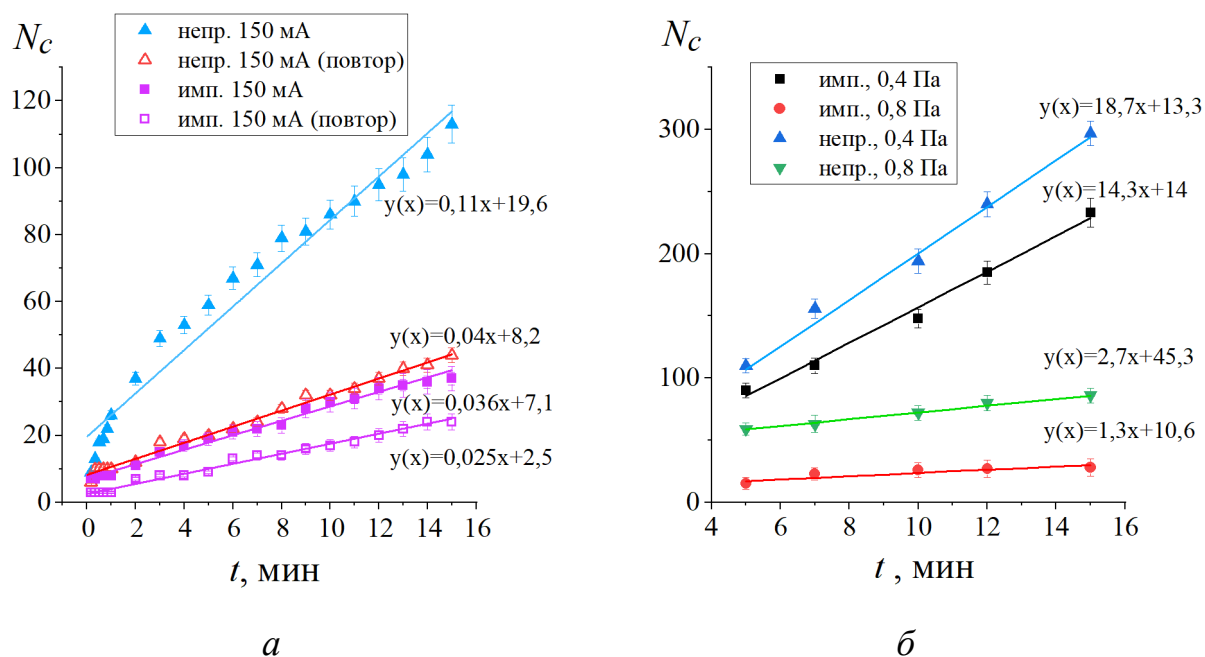 N_c
непр. 150 мА
непр. 150 мА (повтор)
имп. 150 мА
имп. 150 мА (повтор)
120
100
80
60
40
20
0
y(x)=0,11x+19,6
y(x)=0,04x+8,2
y(x)=0,036x+7,1
y(x)=0,025x+2,5
0 2 4 6 8 10 12 14 16
t, мин
а
N_c
имп., 0,4 Па
имп., 0,8 Па
непр., 0,4 Па
непр., 0,8 Па
300
200
100
0
y(x)=18,7x+13,3
y(x)=14,3x+14
y(x)=2,7x+45,3
y(x)=1,3x+10,6
4 6 8 10 12 14 16
t , мин
б